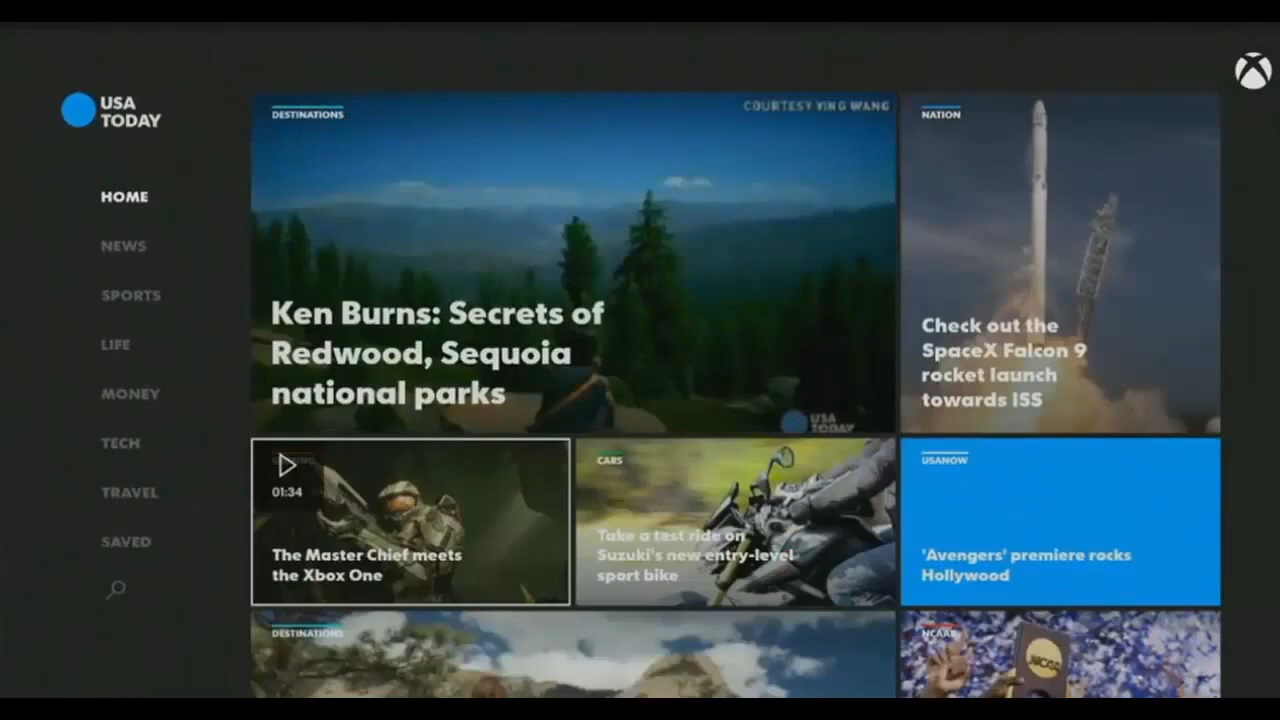 USA
TODAY
HOME
NEWS
SPORTS
LIFE
MONEY
TECH
TRAVEL
SAVED
DESTINATIONS
COURTESY YING WANG
Ken Burns: Secrets of
Redwood, Sequoia
national parks
USA
TODAY
NATION
Check out the
SpaceX Falcon 9
rocket launch
towards ISS
01:34
The Master Chief meets
the Xbox One
CARS
Take a test ride on
Suzuki's new entry-level
sport bike
USANOW
'Avengers' premiere rocks
Hollywood
DESTINATIONS
NCAAB
NCAA